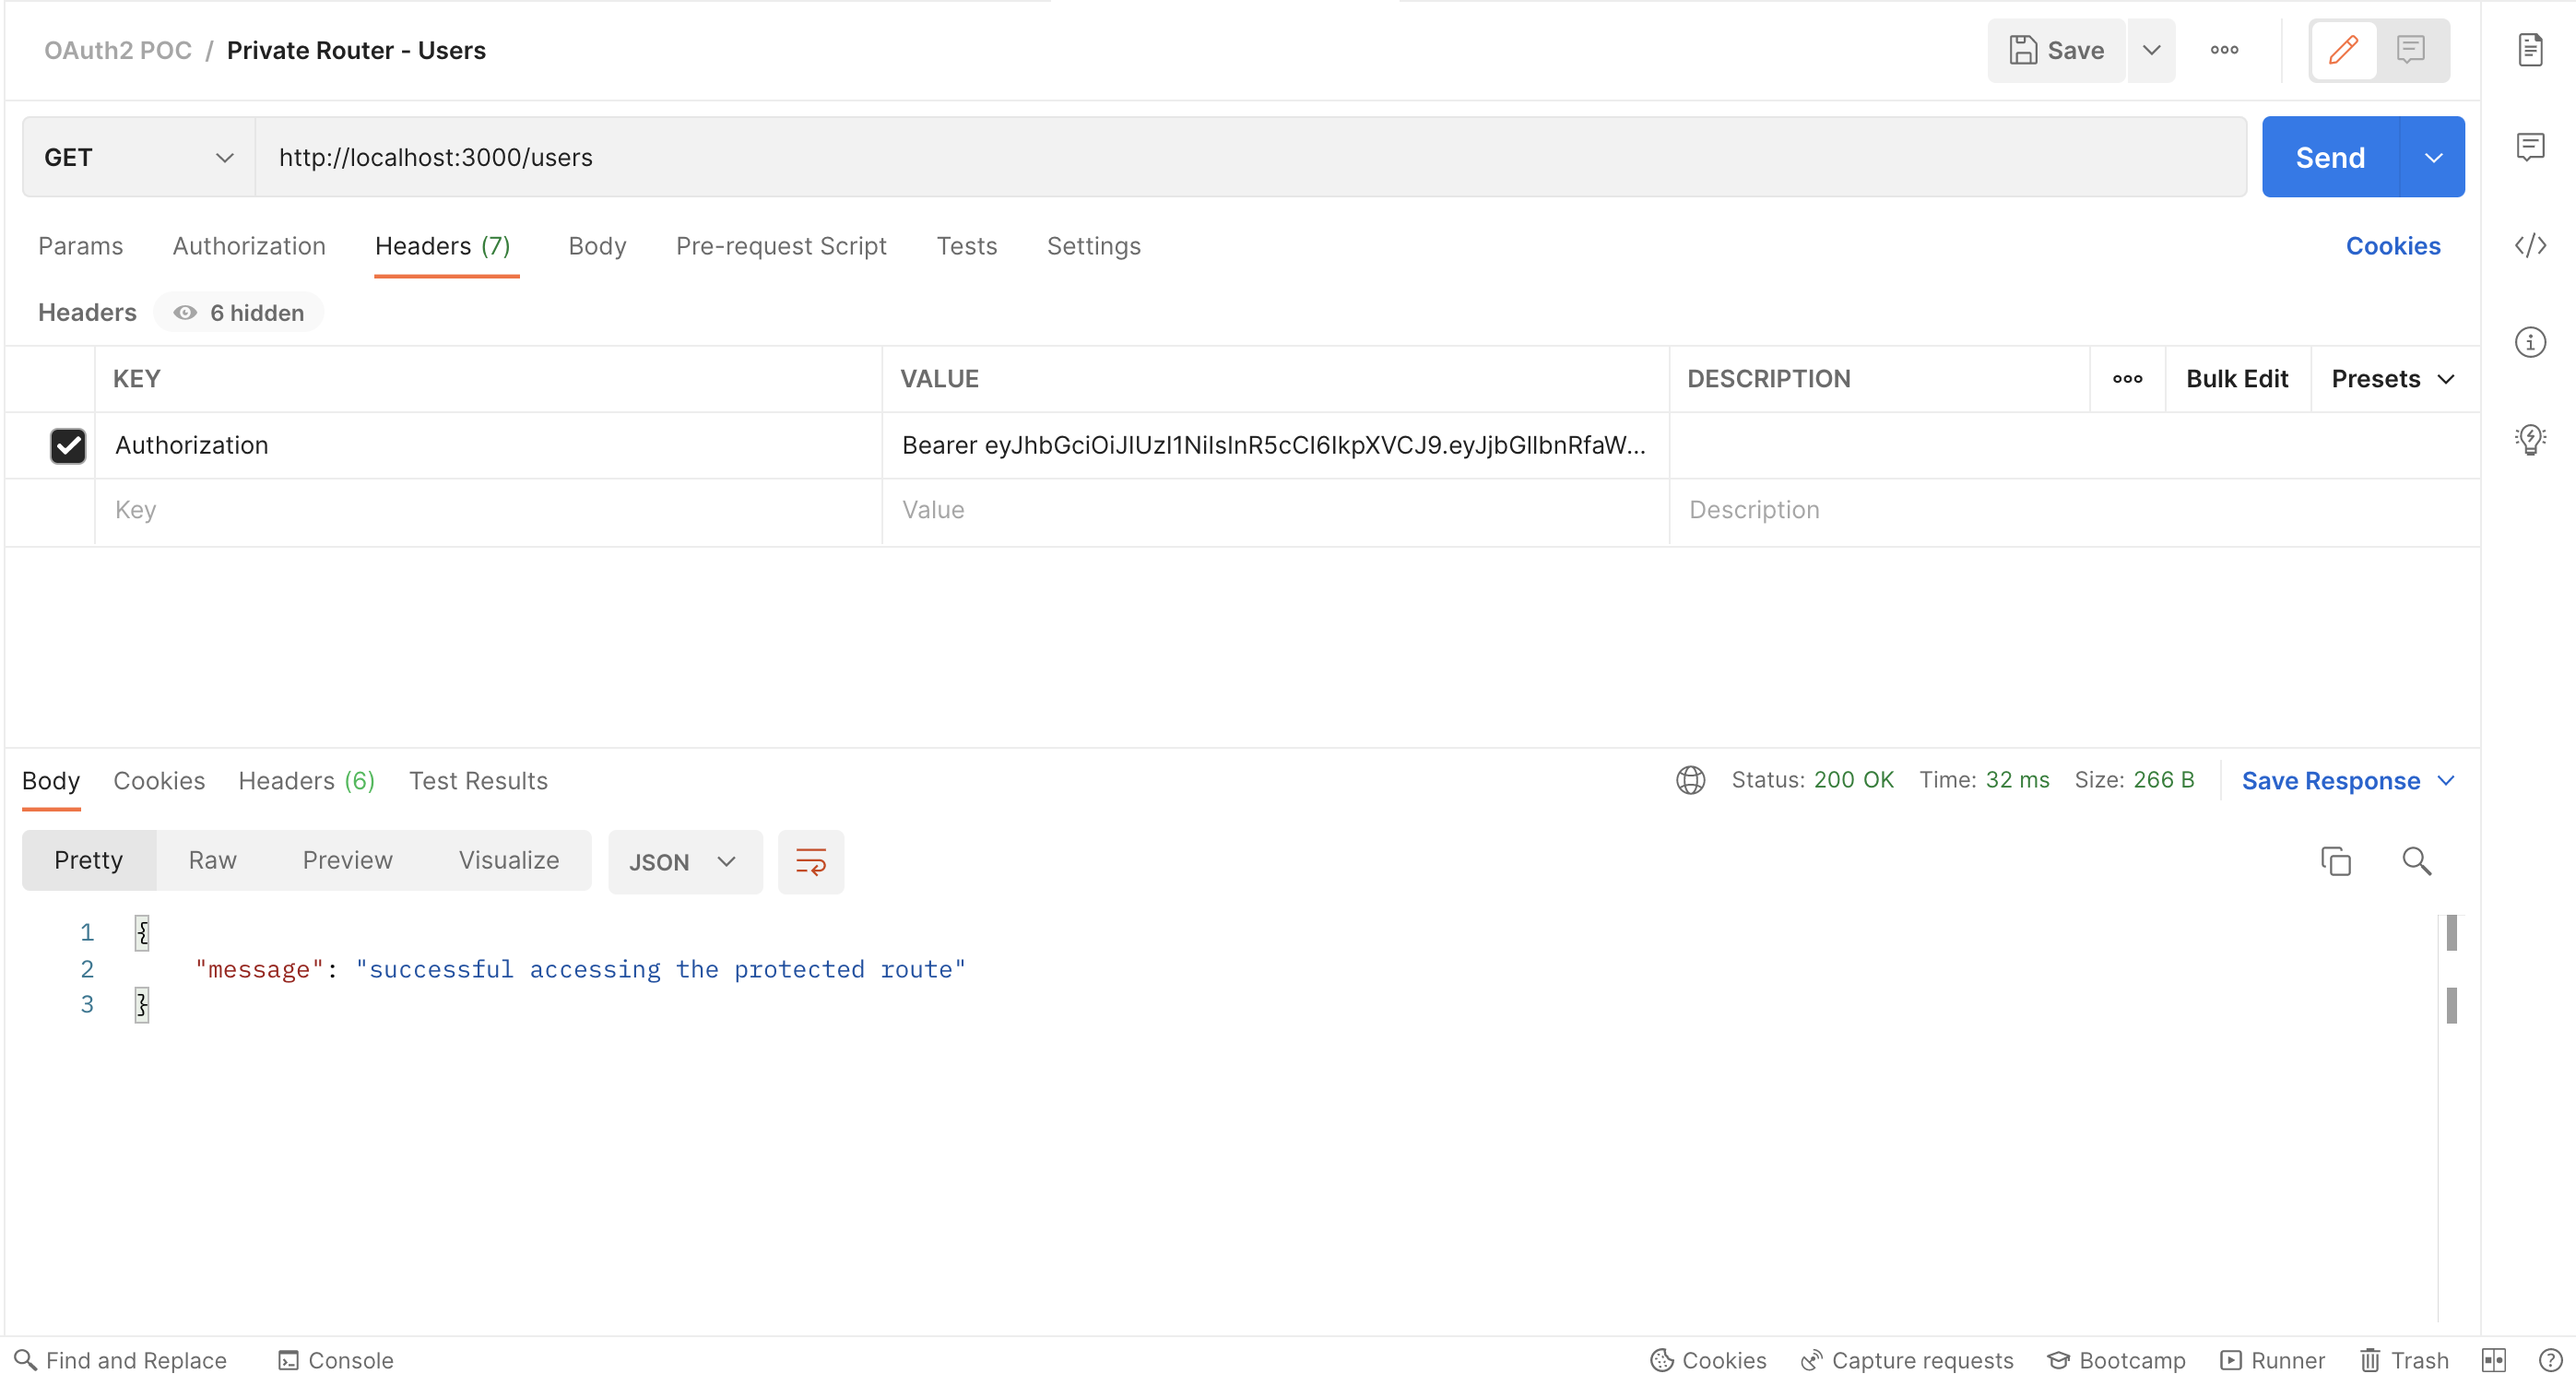 OAuth2 POC / Private Router - Users
Save
GET
http://localhost:3000/users
Send
Params Authorization Headers (7) Body Pre-request Script Tests Settings Cookies
Headers 6 hidden
KEY VALUE DESCRIPTION Bulk Edit Presets
Authorization Bearer eyJhbGciOiJIUzI1NiIsInR5cCI6IkpXVCJ9.eyJjbGllbnRfaW...
Key Value Description
Body Cookies Headers (6) Test Results Status: 200 OK Time: 32 ms Size: 266 B Save Response
Pretty Raw Preview Visualize JSON
1 {
2 "message": "successful accessing the protected route"
3 }
Find and Replace Console Cookies Capture requests Bootcamp Runner Trash